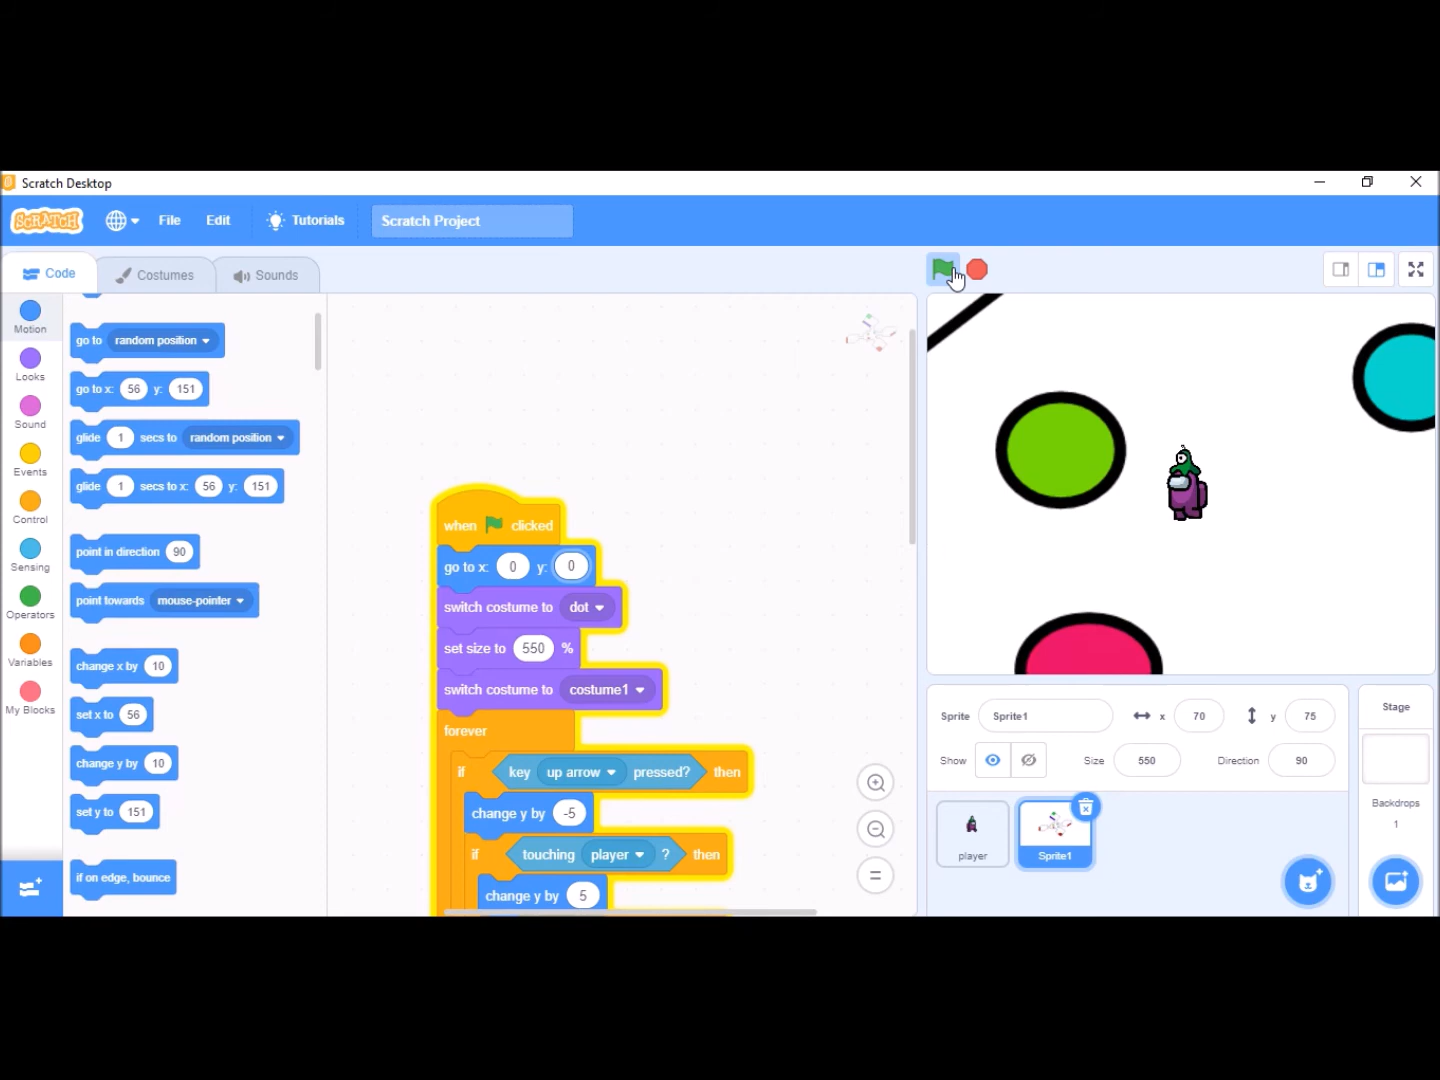 Scratch Desktop
SCRATCH
File
Edit
Tutorials
Scratch Project
Code
Costumes
Sounds
Motion
Looks
Sound
Events
Control
Sensing
Operators
Variables
My Blocks
go to random position
go to x: 56 y: 151
glide 1 secs to random position
glide 1 secs to x: 56 y: 151
point in direction 90
point towards mouse-pointer
change x by 10
set x to 56
change y by 10
set y to 151
if on edge, bounce
when clicked
go to x: 0 y: 0
switch costume to dot
set size to 550 %
switch costume to costume1
forever
if key up arrow pressed? then
change y by -5
if touching player ? then
change y by 5
Sprite Sprite1 x 70 y 75
Show Size 550 Direction 90
player
Sprite1
Stage
Backdrops
1